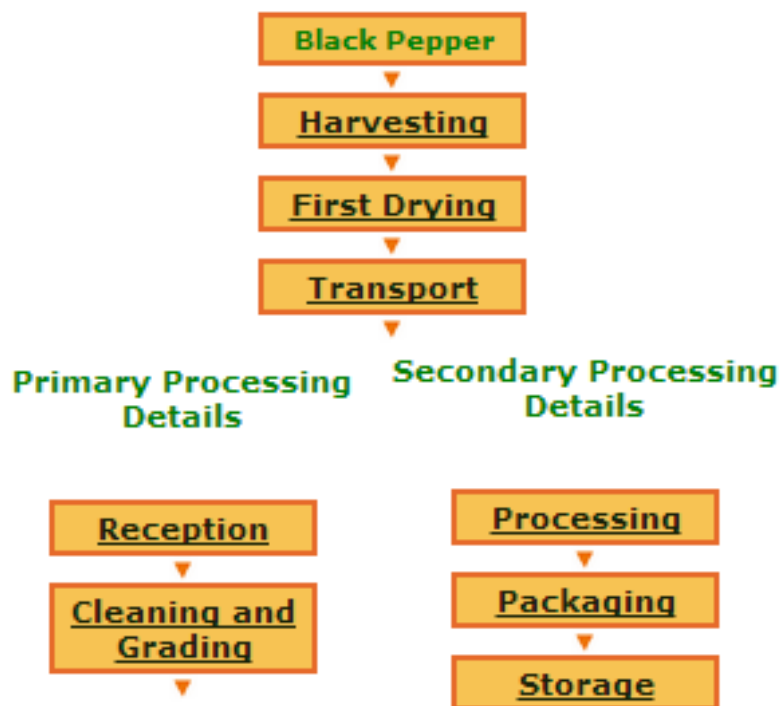 Black Pepper
Harvesting
First Drying
Transport
Primary Processing
Details
Secondary Processing
Details
Reception
Cleaning and
Grading
Processing
Packaging
Storage